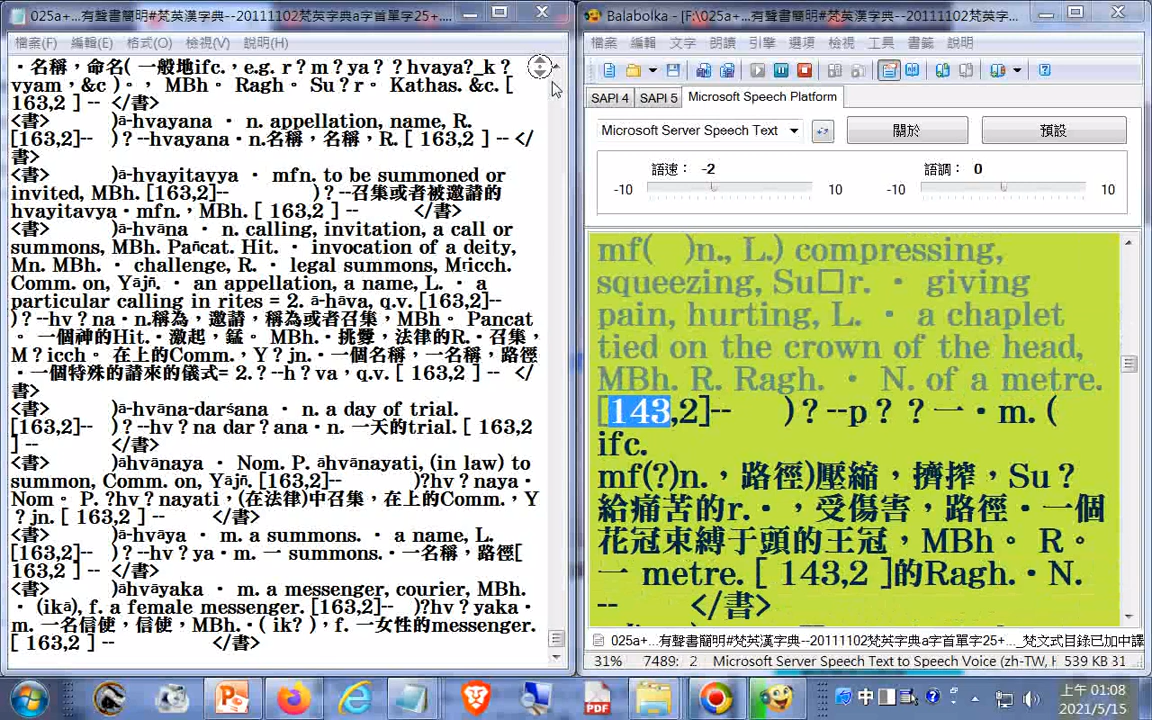 有聲書簡明#梵英漢字典--20111102梵英字典a字首單字25+...
檔案(F) 編輯(E) 格式(O) 檢視(V) 說明(H)
‧名稱，命名( 一般地ifc.，e.g. r？m？ya？？hvaya?_k？
vyam，&c )。， MBh。Ragh。 Su？r。 Kathas. &c. [
163,2 ] -- </書>
<書> )ā-hvayana ‧ n. appellation, name, R.
[163,2]-- )？--hvayana‧n.名稱，名稱，R. [ 163,2 ] -- </
書>
<書> )ā-hvayitavya ‧ mfn. to be summoned or
invited, MBh. [163,2]-- )？--召集或者被邀請的
hvayitavya‧mfn.，MBh. [ 163,2 ] -- </書>
<書> )ā-hvāna ‧ n. calling, invitation, a call or
summons, MBh. Pañcat. Hit. ‧ invocation of a deity,
Mn. MBh. ‧ challenge, R. ‧ legal summons, Mṛicch.
Comm. on, Yājñ. ‧ an appellation, a name, L. ‧ a
particular calling in rites = 2. ā-hāva, q.v. [163,2]--
)？--hv？na‧n.稱為，邀請，稱為或者召集，MBh。Pancat
。一個神的Hit.‧激起，錳。 MBh.‧挑釁，法律的R.‧召集，
M？icch。 在上的Comm.，Y？jn.‧一個名稱，一名稱，路徑
‧一個特殊的請來的儀式= 2.？--h？va，q.v. [ 163,2 ] -- </
書>
<書> )ā-hvāna-darśana ‧ n. a day of trial.
[163,2]-- )？--hv？na dar？ana‧n. 一天的trial. [ 163,2
] -- </書>
<書> )āhvānaya ‧ Nom. P. āhvānayati, (in law) to
summon, Comm. on, Yājñ. [163,2]-- )?hv？naya‧
Nom。 P. ?hv？nayati，(在法律)中召集，在上的Comm.，Y
？jn. [ 163,2 ] -- </書>
<書> )ā-hvāya ‧ m. a summons. ‧ a name, L.
[163,2]-- )？--hv？ya‧m. 一 summons.‧一名稱，路徑[
163,2 ] -- </書>
<書> )āhvāyaka ‧ m. a messenger, courier, MBh.
‧ (ikā), f. a female messenger. [163,2]-- )?hv？yaka‧
m. 一名信使，信使，MBh.‧( ik？)，f. 一女性的messenger.
[ 163,2 ] -- </書>
Balabolka - [F:\025a+...有聲書簡明#梵英漢字典--20111102梵英字...
檔案 編輯 文字 朗讀 引擎 選項 檢視 工具 書籤 說明
SAPI 4 SAPI 5 Microsoft Speech Platform
Microsoft Server Speech Text 關於 預設
語速： -2 語調： 0
-10 10 -10 10
mf( )n., L.) compressing,
squeezing, Su□r. ‧ giving
pain, hurting, L. ‧ a chaplet
tied on the crown of the head,
MBh. R. Ragh. ‧ N. of a metre.
[143,2]-- )？--p？？一‧m. (
ifc.
mf(?)n.，路徑)壓縮，擠搾，Su？
給痛苦的r.‧，受傷害，路徑‧一個
花冠束縛于頭的王冠，MBh。R。
一 metre. [ 143,2 ]的Ragh.‧N.
-- </書>
025a+...有聲書簡明#梵英漢字典--20111102梵英字典a字首單字25+..._梵文式目錄已加中譯
31% 7489: 2 Microsoft Server Speech Text to Speech Voice (zh-TW, H 539 KB 31
中
PDF
上午 01:08
2021/5/15